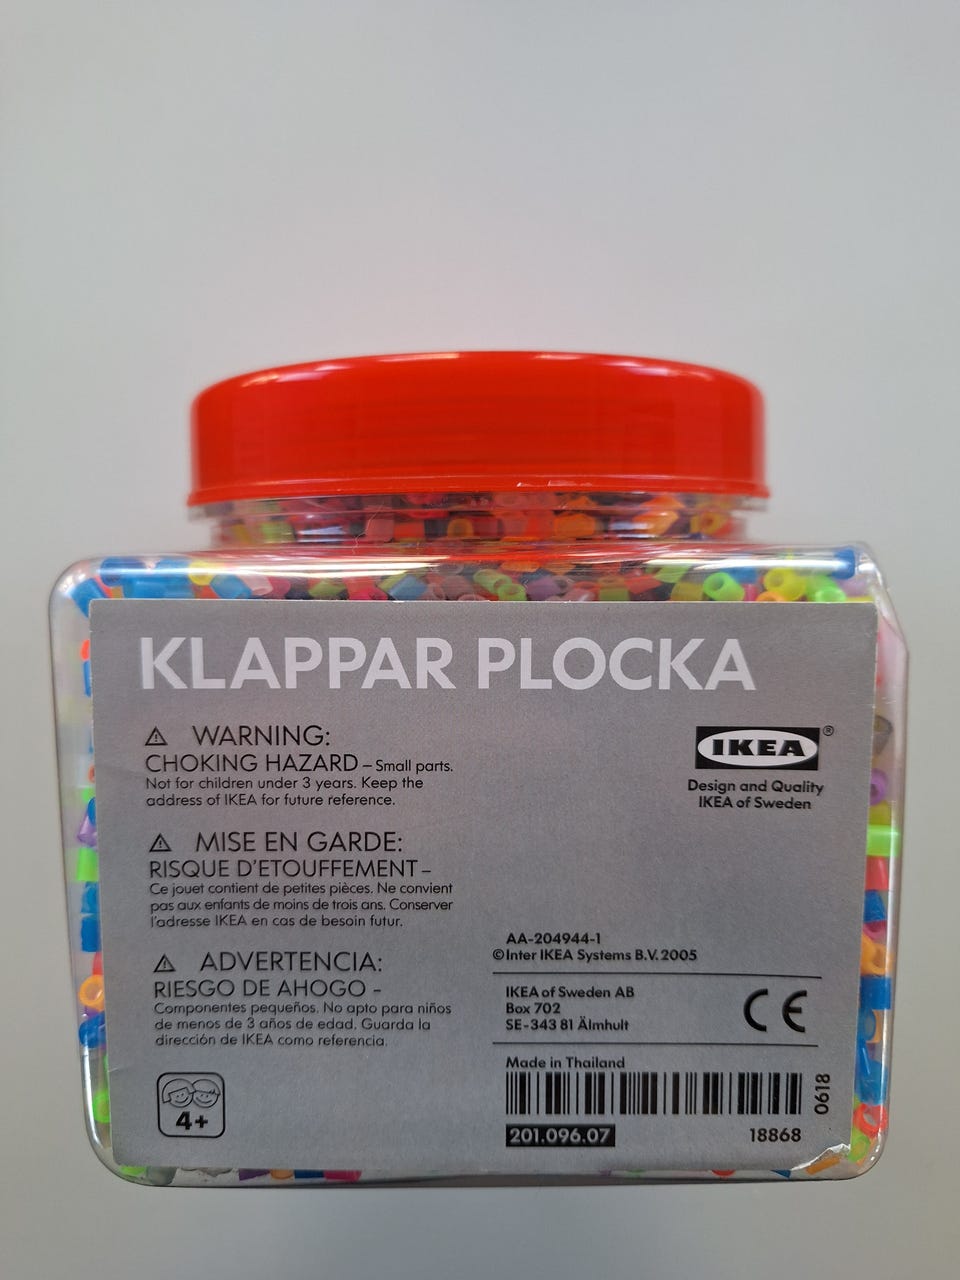 KLAPPAR PLOCKA
⚠ WARNING:
CHOKING HAZARD – Small parts.
Not for children under 3 years. Keep the
address of IKEA for future reference.
⚠ MISE EN GARDE:
RISQUE D'ETOUFFEMENT –
Ce jouet contient de petites pièces. Ne convient
pas aux enfants de moins de trois ans. Conserver
l'adresse IKEA en cas de besoin futur.
⚠ ADVERTENCIA:
RIESGO DE AHOGO -
Componentes pequeños. No apto para niños
de menos de 3 años de edad. Guarda la
dirección de IKEA como referencia.
4+
IKEA®
Design and Quality
IKEA of Sweden
AA-204944-1
©Inter IKEA Systems B.V. 2005
IKEA of Sweden AB
Box 702
SE-343 81 Älmhult
CE
Made in Thailand
0618
201.096.07
18868